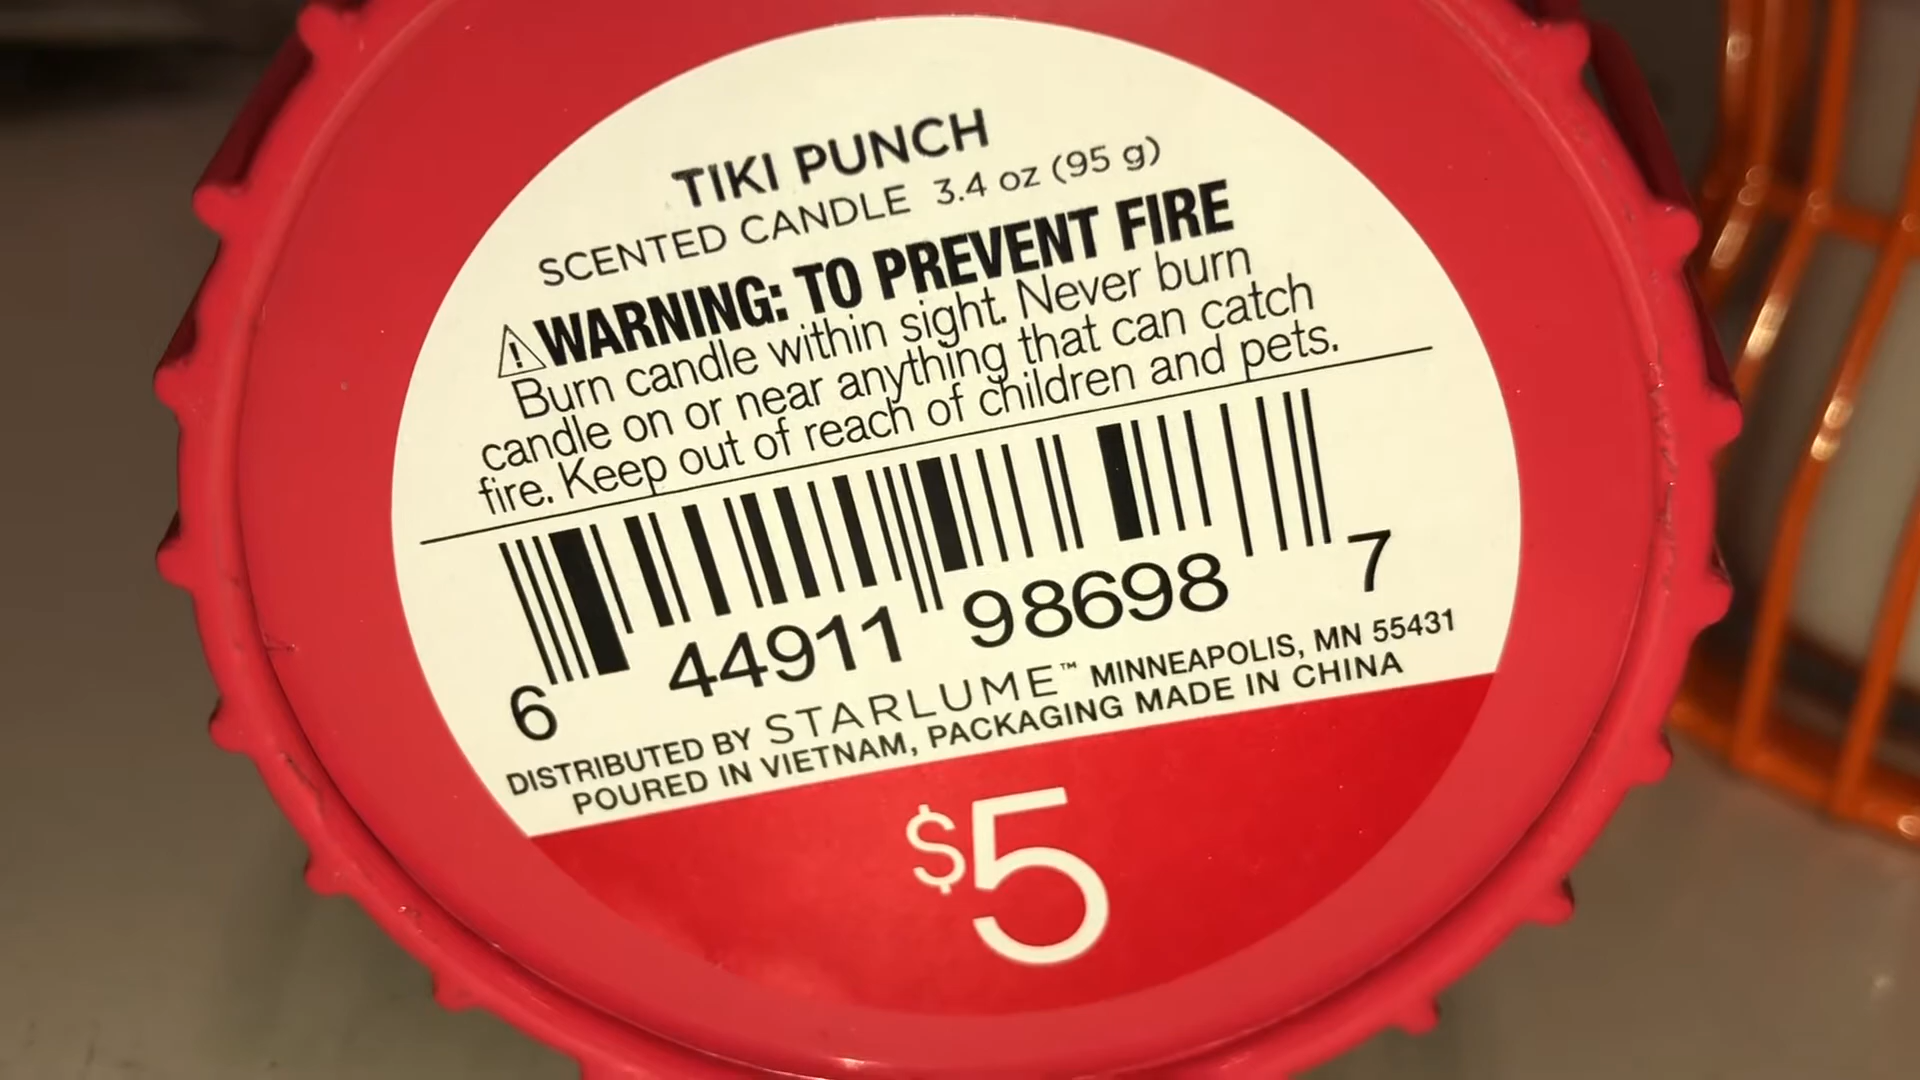 TIKI PUNCH
SCENTED CANDLE 3.4 oz (95 g)
⚠WARNING: TO PREVENT FIRE
Burn candle within sight. Never burn
candle on or near anything that can catch
fire. Keep out of reach of children and pets.
6 44911 98698 7
DISTRIBUTED BY STARLUME™ MINNEAPOLIS, MN 55431
POURED IN VIETNAM, PACKAGING MADE IN CHINA
$5